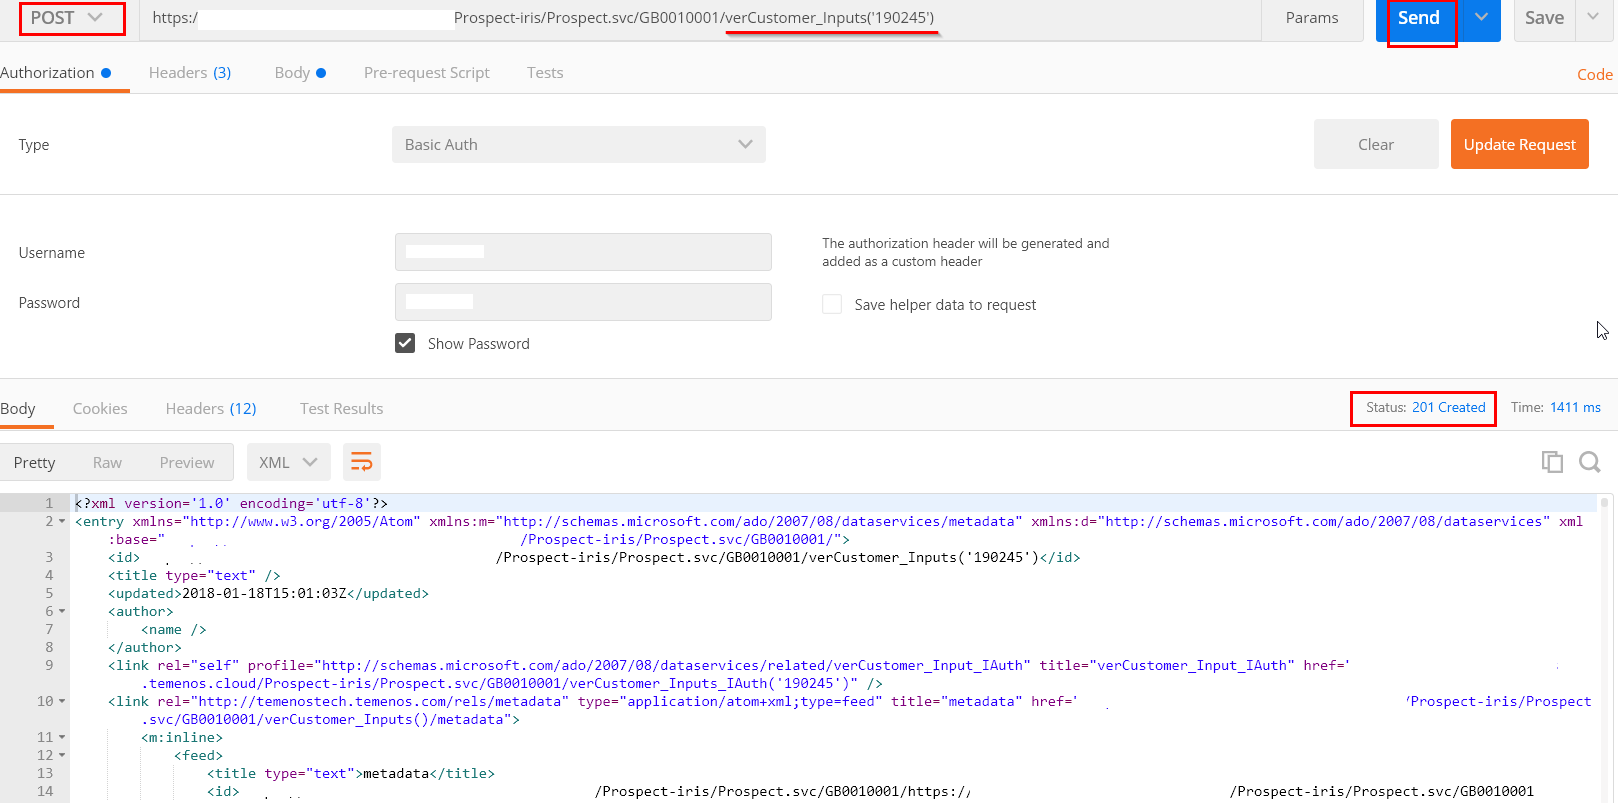 POST https:/ Prospect-iris/Prospect.svc/GB0010001/verCustomer_Inputs('190245') Params Send Save
Authorization Headers (3) Body Pre-request Script Tests Code
Type Basic Auth Clear Update Request
Username The authorization header will be generated and
added as a custom header
Password Save helper data to request
Show Password
Body Cookies Headers (12) Test Results Status: 201 Created Time: 1411 ms
Pretty Raw Preview XML
1 <?xml version='1.0' encoding='utf-8'?>
2 <entry xmlns="http://www.w3.org/2005/Atom" xmlns:m="http://schemas.microsoft.com/ado/2007/08/dataservices/metadata" xmlns:d="http://schemas.microsoft.com/ado/2007/08/dataservices" xml
:base=" /Prospect-iris/Prospect.svc/GB0010001/">
3 <id> /Prospect-iris/Prospect.svc/GB0010001/verCustomer_Inputs('190245')</id>
4 <title type="text" />
5 <updated>2018-01-18T15:01:03Z</updated>
6 <author>
7 <name />
8 </author>
9 <link rel="self" profile="http://schemas.microsoft.com/ado/2007/08/dataservices/related/verCustomer_Input_IAuth" title="verCustomer_Input_IAuth" href='
.temenos.cloud/Prospect-iris/Prospect.svc/GB0010001/verCustomer_Inputs_IAuth('190245')" />
10 <link rel="http://temenostech.temenos.com/rels/metadata" type="application/atom+xml;type=feed" title="metadata" href=' /Prospect-iris/Prospect
.svc/GB0010001/verCustomer_Inputs()/metadata">
11 <m:inline>
12 <feed>
13 <title type="text">metadata</title>
14 <id> /Prospect-iris/Prospect.svc/GB0010001/https:/ /Prospect-iris/Prospect.svc/GB0010001